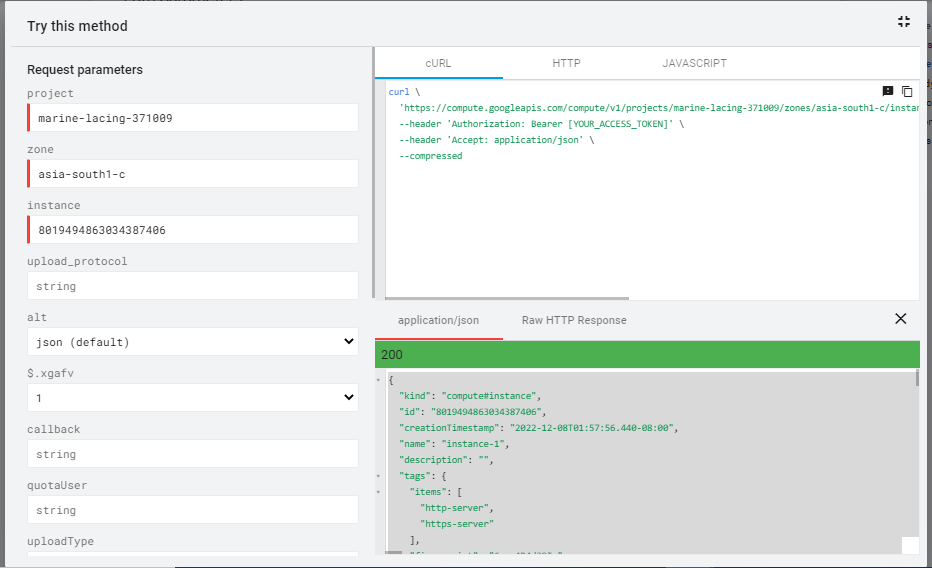 Try this method
Request parameters
project
marine-lacing-371009
zone
asia-south1-c
instance
8019494863034387406
upload_protocol
string
alt
json (default)
$.xgafv
1
callback
string
quotaUser
string
uploadType
cURL
HTTP
JAVASCRIPT
curl \
'https://compute.googleapis.com/compute/v1/projects/marine-lacing-371009/zones/asia-south1-c/instan
--header 'Authorization: Bearer [YOUR_ACCESS_TOKEN]' \
--header 'Accept: application/json' \
--compressed
application/json
Raw HTTP Response
200
{
"kind": "compute#instance",
"id": "8019494863034387406",
"creationTimestamp": "2022-12-08T01:57:56.440-08:00",
"name": "instance-1",
"description": "",
"tags": {
"items": [
"http-server",
"https-server"
],